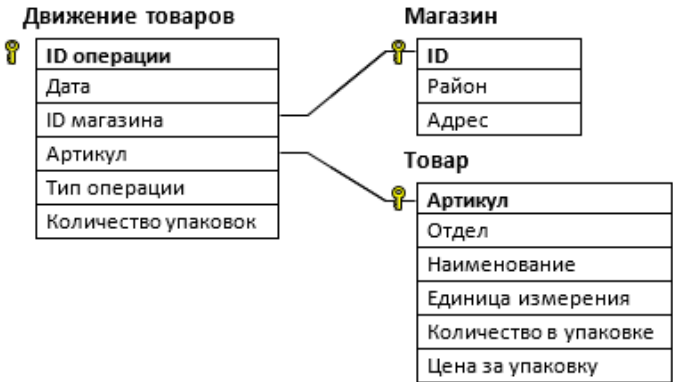 Движение товаров
ID операции
Дата
ID магазина
Артикул
Тип операции
Количество упаковок
Магазин
ID
Район
Адрес
Товар
Артикул
Отдел
Наименование
Единица измерения
Количество в упаковке
Цена за упаковку